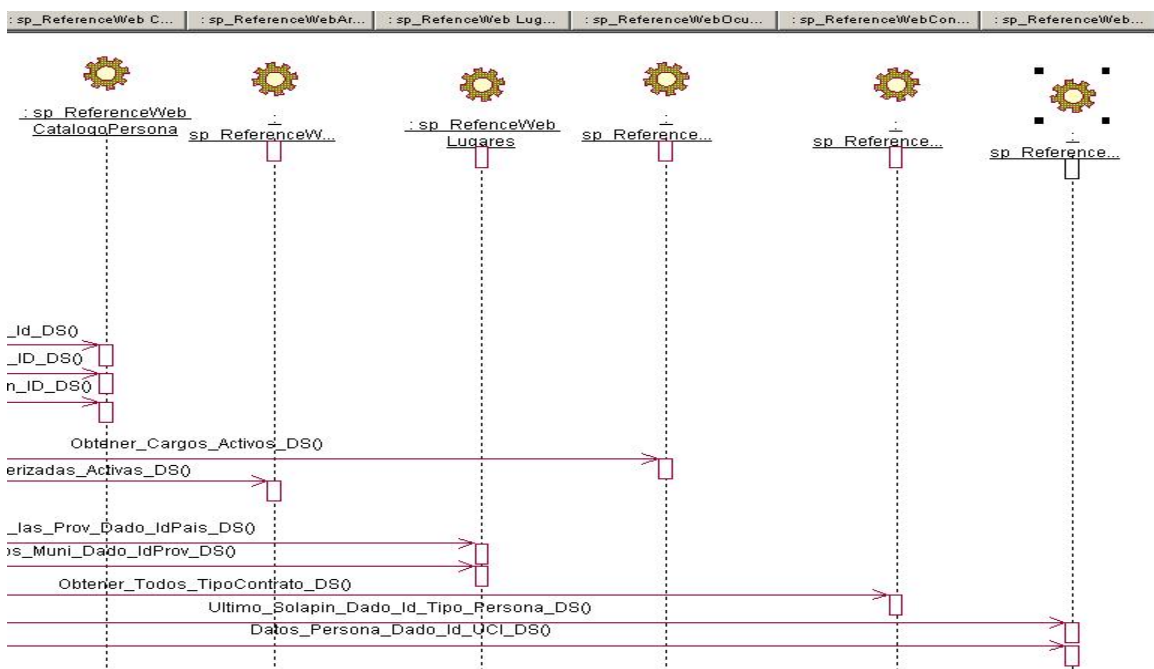 : sp_ReferenceWeb C... : sp_ReferenceWebAr... : sp_RefenceWeb Lug... : sp_ReferenceWebOcu... : sp_ReferenceWebCon... : sp_ReferenceWeb...
: sp_ReferenceWeb
CatalogoPersona
:
sp_ReferenceW...
: sp_RefenceWeb
Lugares
:
sp_Reference...
:
sp_Reference...
:
sp_Reference...
_Id_DS()
_ID_DS()
n_ID_DS()
Obtener_Cargos_Activos_DS()
erizadas_Activas_DS()
_las_Prov_Dado_IdPais_DS()
os_Muni_Dado_IdProv_DS()
Obtener_Todos_TipoContrato_DS()
Ultimo_Solapin_Dado_Id_Tipo_Persona_DS()
Datos_Persona_Dado_Id_UCI_DS()